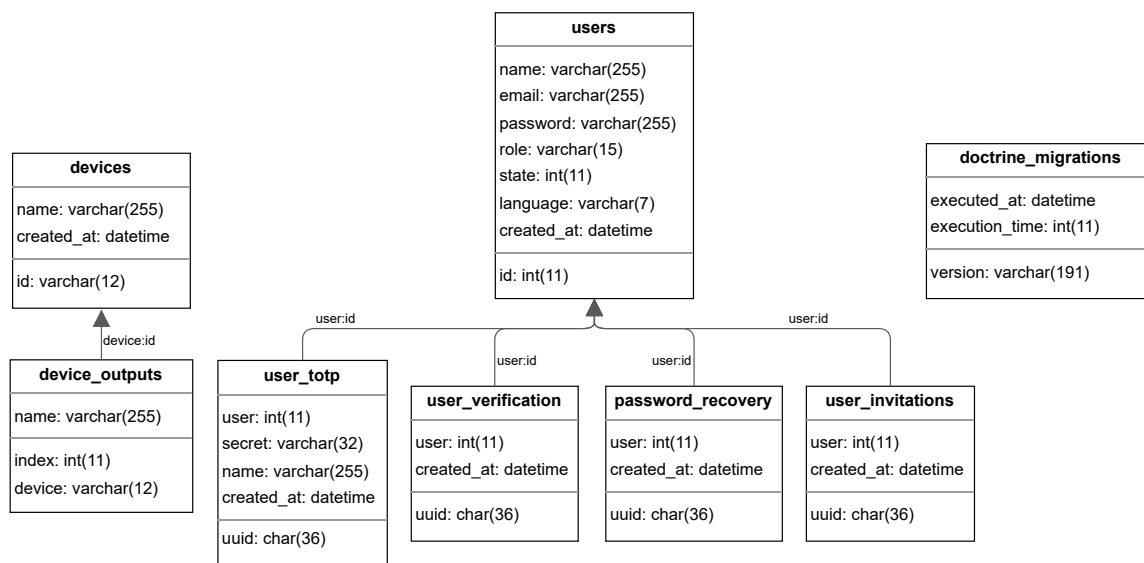 users
name: varchar(255)
email: varchar(255)
password: varchar(255)
role: varchar(15)
state: int(11)
language: varchar(7)
created_at: datetime
id: int(11)
devices
name: varchar(255)
created_at: datetime
id: varchar(12)
doctrine_migrations
executed_at: datetime
execution_time: int(11)
version: varchar(191)
device:id
user:id
user:id
user:id
user:id
device_outputs
name: varchar(255)
index: int(11)
device: varchar(12)
user_totp
user: int(11)
secret: varchar(32)
name: varchar(255)
created_at: datetime
uuid: char(36)
user_verification
user: int(11)
created_at: datetime
uuid: char(36)
password_recovery
user: int(11)
created_at: datetime
uuid: char(36)
user_invitations
user: int(11)
created_at: datetime
uuid: char(36)